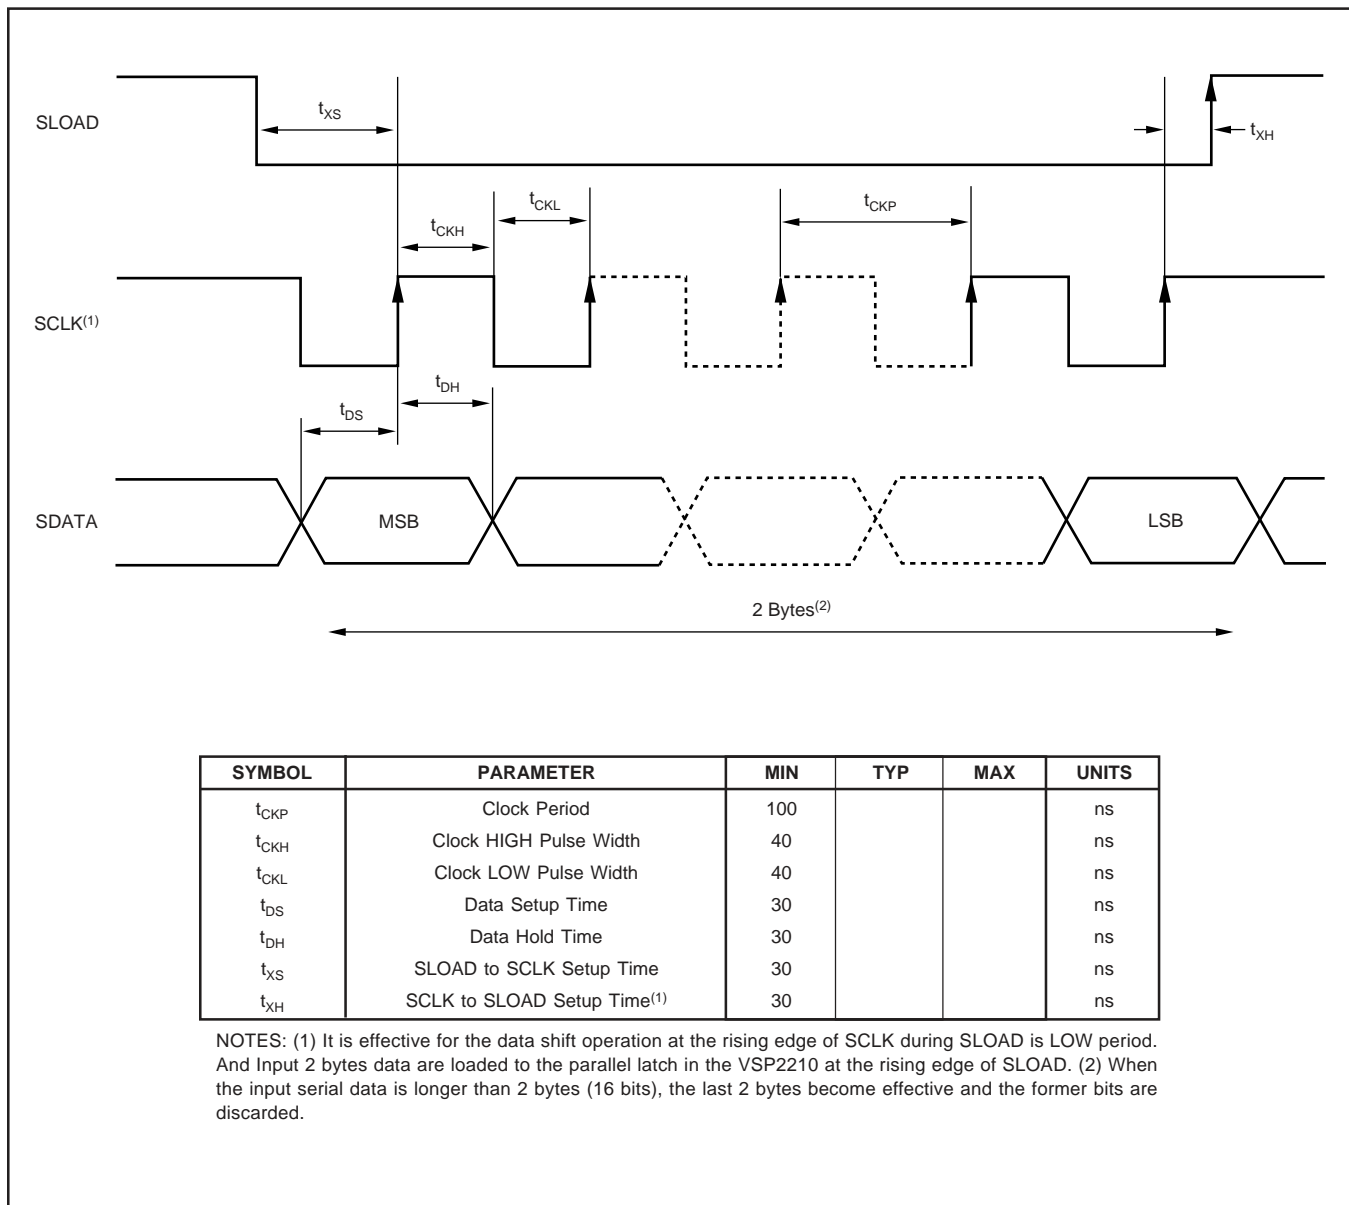 SLOAD
tXS
tXH
tCKL
tCKP
tCKH
SCLK(1)
tDH
tDS
SDATA
MSB
LSB
2 Bytes(2)
SYMBOL PARAMETER MIN TYP MAX UNITS
tCKP Clock Period 100 ns
tCKH Clock HIGH Pulse Width 40 ns
tCKL Clock LOW Pulse Width 40 ns
tDS Data Setup Time 30 ns
tDH Data Hold Time 30 ns
tXS SLOAD to SCLK Setup Time 30 ns
tXH SCLK to SLOAD Setup Time(1) 30 ns
NOTES: (1) It is effective for the data shift operation at the rising edge of SCLK during SLOAD is LOW period.
And Input 2 bytes data are loaded to the parallel latch in the VSP2210 at the rising edge of SLOAD. (2) When
the input serial data is longer than 2 bytes (16 bits), the last 2 bytes become effective and the former bits are
discarded.